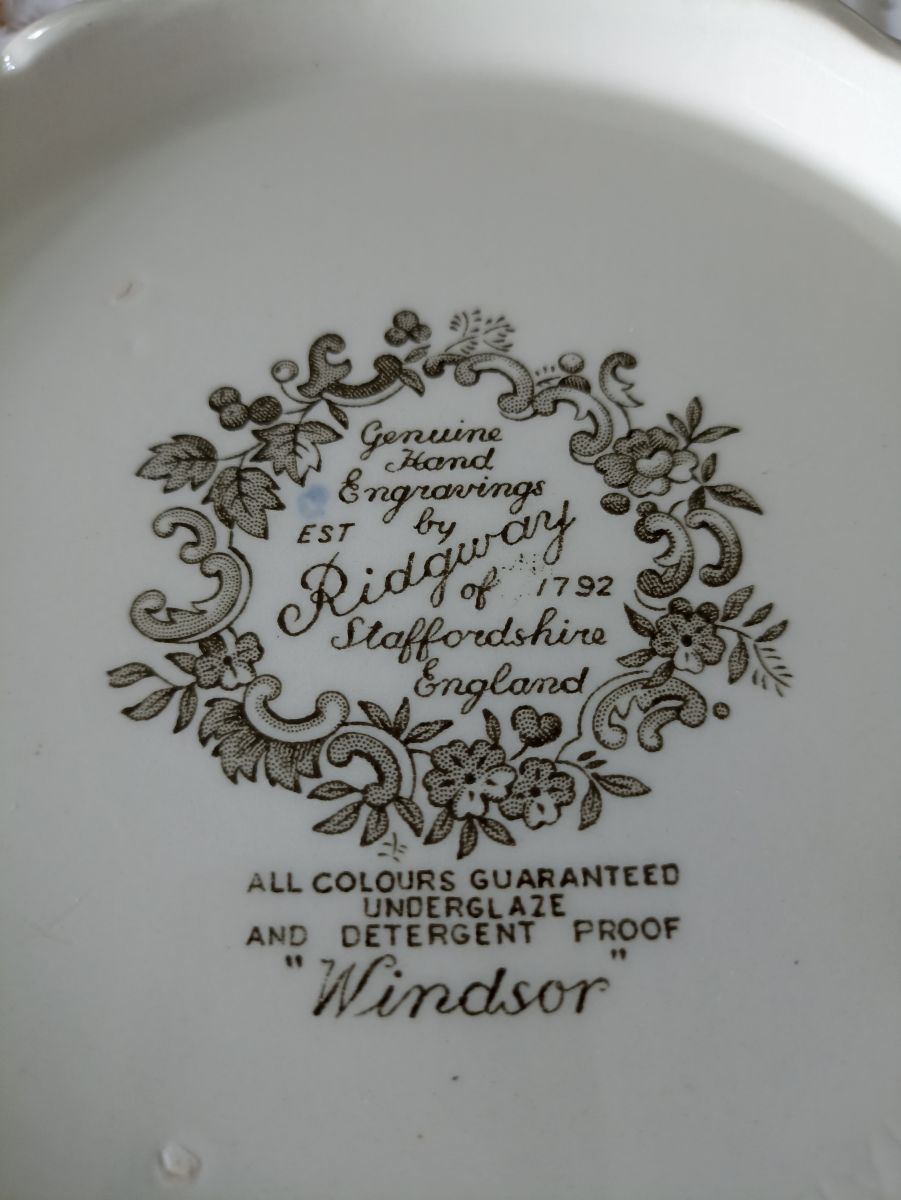 Genuine
Hand
Engravings
by
EST Ridgway
of 1792
Staffordshire
England
ALL COLOURS GUARANTEED
UNDERGLAZE
AND DETERGENT PROOF
"Windsor"